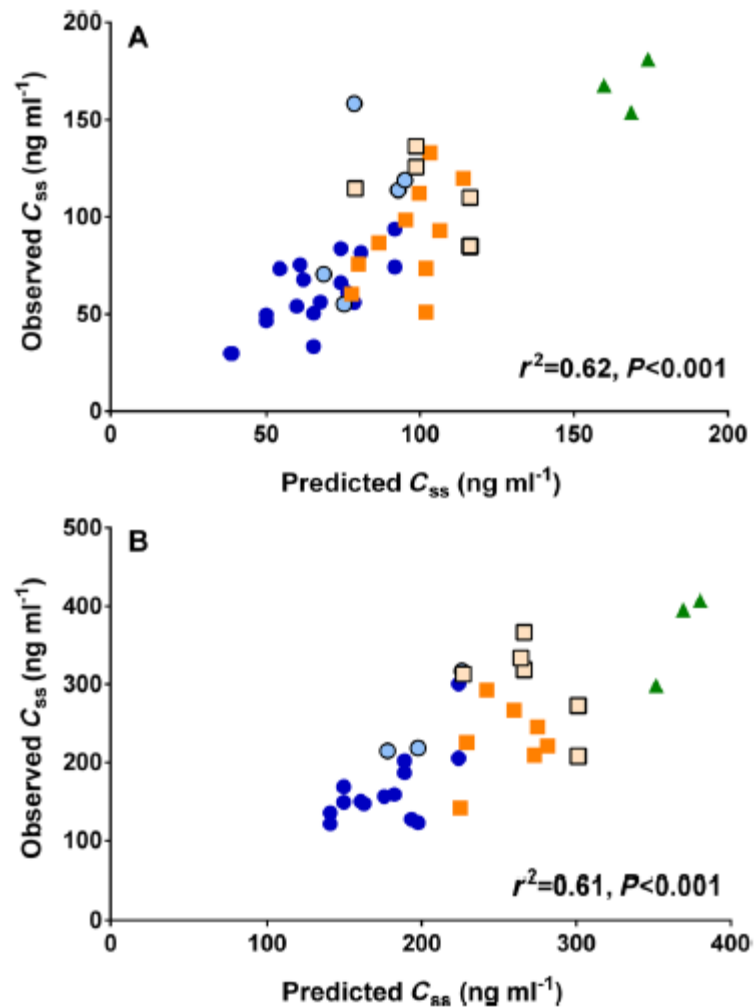 A
200
150
100
50
0
Observed Css (ng ml-1)
r2=0.62, P<0.001
0 50 100 150 200
Predicted Css (ng ml-1)
B
500
400
300
200
100
0
Observed Css (ng ml-1)
r2=0.61, P<0.001
0 100 200 300 400
Predicted Css (ng ml-1)